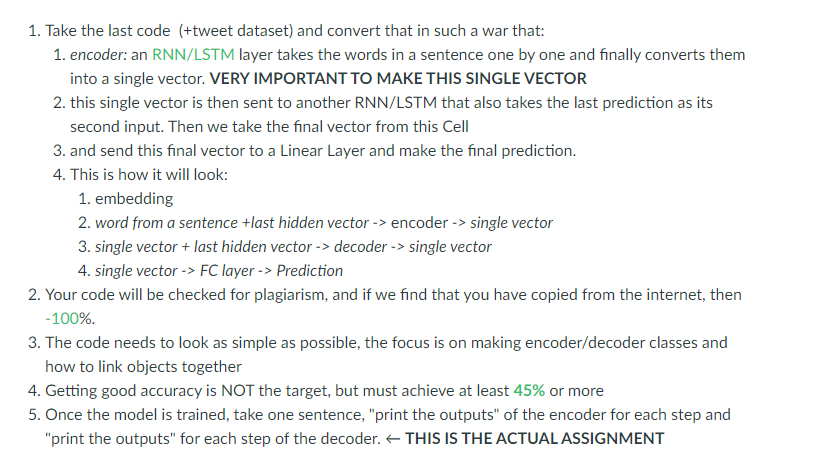 1. Take the last code (+tweet dataset) and convert that in such a war that:
1. encoder: an RNN/LSTM layer takes the words in a sentence one by one and finally converts them
into a single vector. VERY IMPORTANT TO MAKE THIS SINGLE VECTOR
2. this single vector is then sent to another RNN/LSTM that also takes the last prediction as its
second input. Then we take the final vector from this Cell
3. and send this final vector to a Linear Layer and make the final prediction.
4. This is how it will look:
1. embedding
2. word from a sentence +last hidden vector -> encoder -> single vector
3. single vector + last hidden vector -> decoder -> single vector
4. single vector -> FC layer -> Prediction
2. Your code will be checked for plagiarism, and if we find that you have copied from the internet, then
-100%.
3. The code needs to look as simple as possible, the focus is on making encoder/decoder classes and
how to link objects together
4. Getting good accuracy is NOT the target, but must achieve at least 45% or more
5. Once the model is trained, take one sentence, "print the outputs" of the encoder for each step and
"print the outputs" for each step of the decoder. ← THIS IS THE ACTUAL ASSIGNMENT